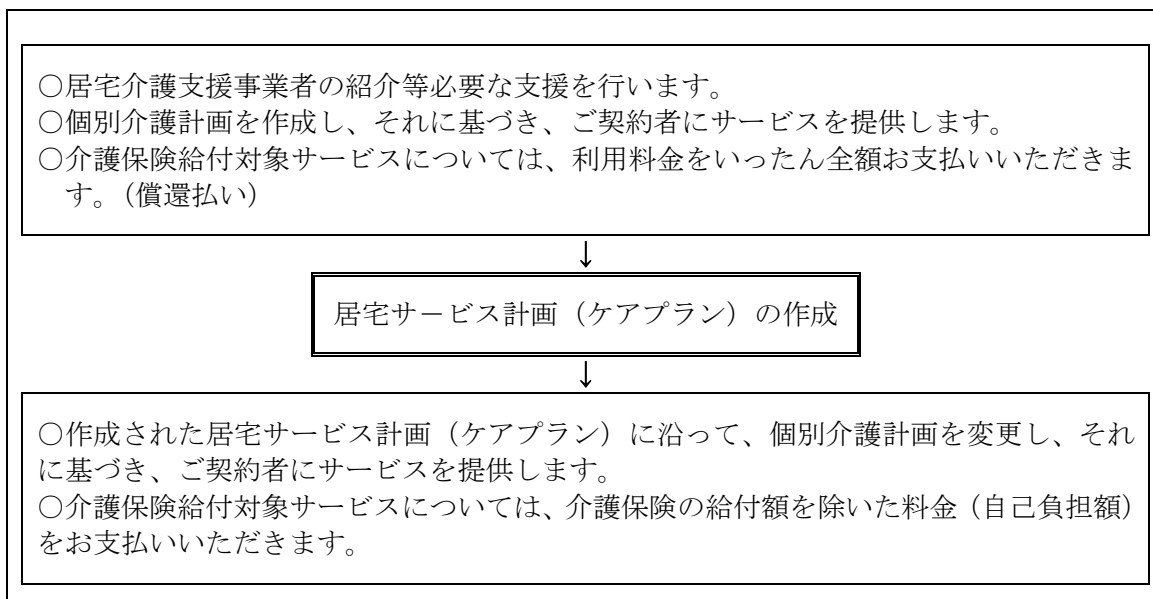 ○居宅介護支援事業者の紹介等必要な支援を行います。
○個別介護計画を作成し、それに基づき、ご契約者にサービスを提供します。
○介護保険給付対象サービスについては、利用料金をいったん全額お支払いいただきま
す。（償還払い）
↓
居宅サ－ビス計画（ケアプラン）の作成
↓
○作成された居宅サービス計画（ケアプラン）に沿って、個別介護計画を変更し、それ
に基づき、ご契約者にサービスを提供します。
○介護保険給付対象サービスについては、介護保険の給付額を除いた料金（自己負担額）
をお支払いいただきます。